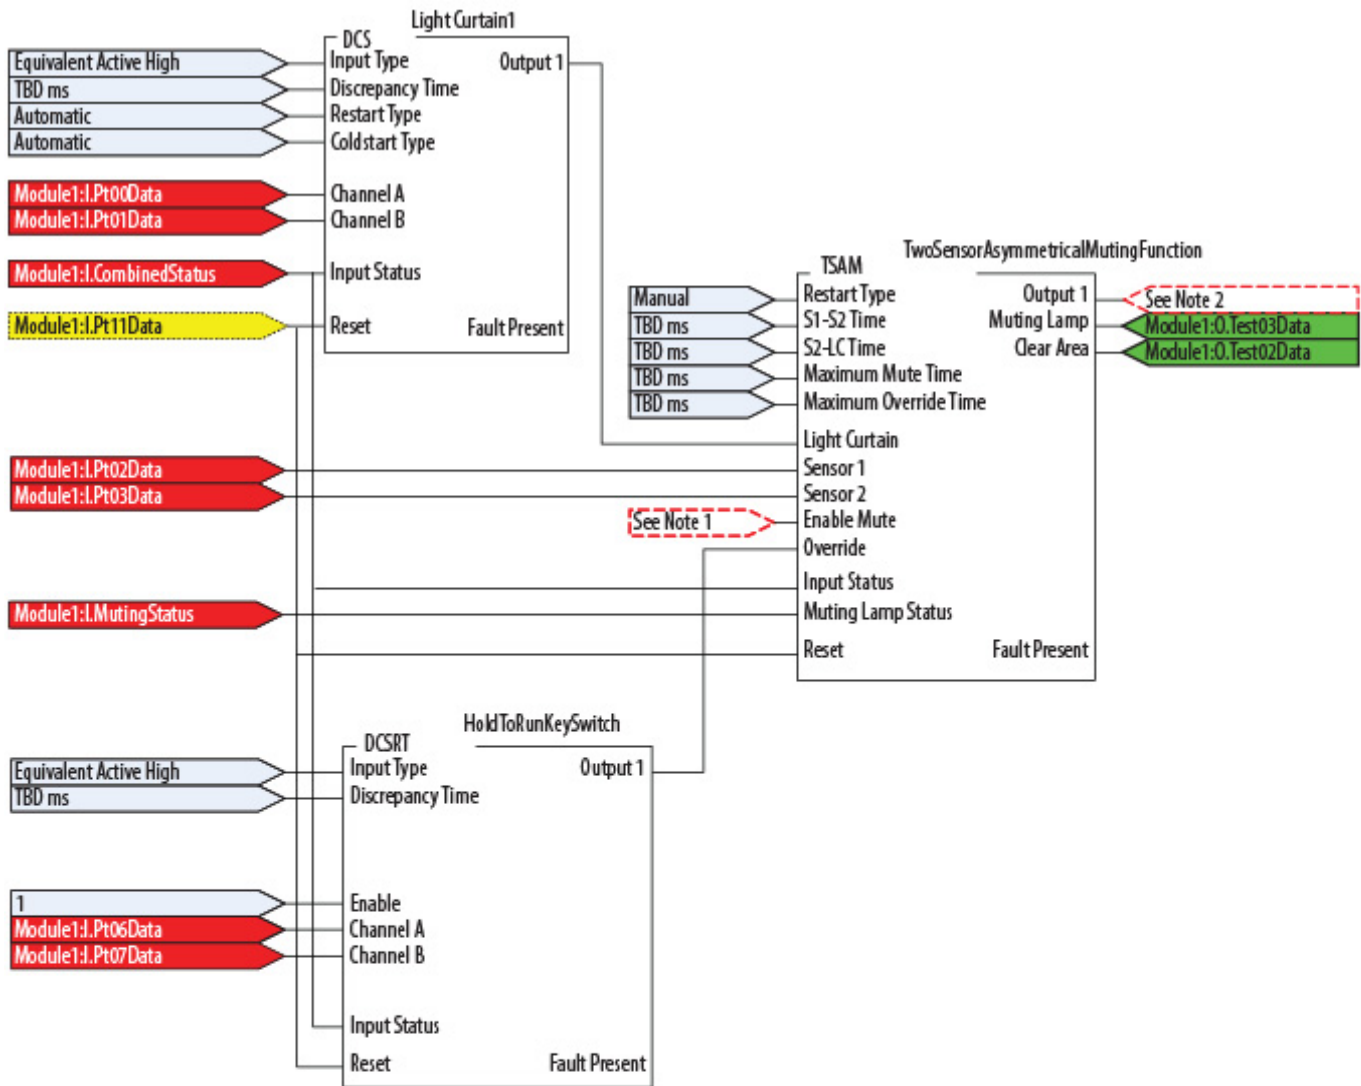 Light Curtain1
DCS
Equivalent Active High
Input Type
Output 1
TBD ms
Discrepancy Time
Automatic
Restart Type
Automatic
Coldstart Type
Module1:I.Pt00Data
Channel A
Module1:I.Pt01Data
Channel B
Module1:I.CombinedStatus
Input Status
Module1:I.Pt11Data
Reset
Fault Present
TwoSensorAsymmetricalMutingFunction
TSAM
Manual
Restart Type
Output 1
See Note 2
TBD ms
S1-S2 Time
Muting Lamp
Module1:O.Test03Data
TBD ms
S2-LC Time
Clear Area
Module1:O.Test02Data
TBD ms
Maximum Mute Time
TBD ms
Maximum Override Time
Light Curtain
Module1:I.Pt02Data
Sensor 1
Module1:I.Pt03Data
Sensor 2
See Note 1
Enable Mute
Override
Input Status
Module1:I.MutingStatus
Muting Lamp Status
Reset
Fault Present
HoldToRunKeySwitch
DCSRT
Equivalent Active High
Input Type
Output 1
TBD ms
Discrepancy Time
1
Enable
Module1:I.Pt06Data
Channel A
Module1:I.Pt07Data
Channel B
Input Status
Reset
Fault Present